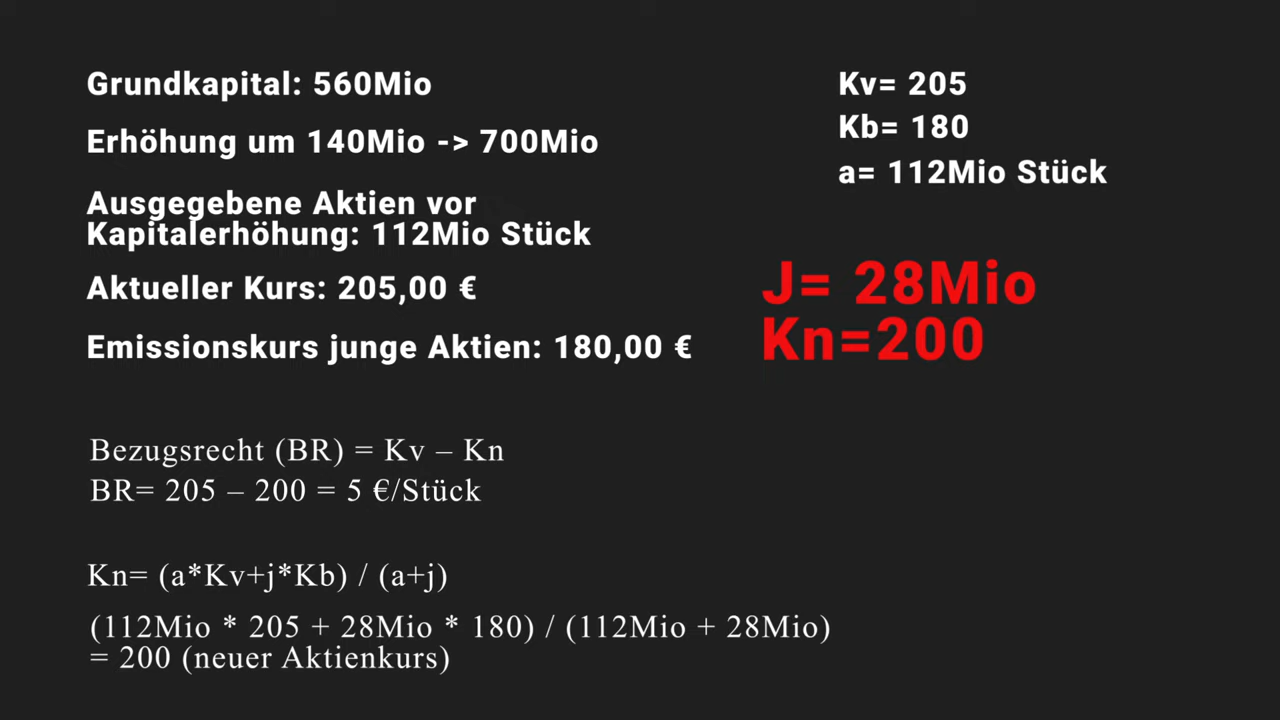 Grundkapital: 560Mio
Erhöhung um 140Mio -> 700Mio
Ausgegebene Aktien vor
Kapitalerhöhung: 112Mio Stück
Aktueller Kurs: 205,00 €
Emissionskurs junge Aktien: 180,00 €
Kv= 205
Kb= 180
a= 112Mio Stück
J= 28Mio
Kn=200
Bezugsrecht (BR) = Kv – Kn
BR= 205 – 200 = 5 €/Stück
Kn= (a*Kv+j*Kb) / (a+j)
(112Mio * 205 + 28Mio * 180) / (112Mio + 28Mio)
= 200 (neuer Aktienkurs)